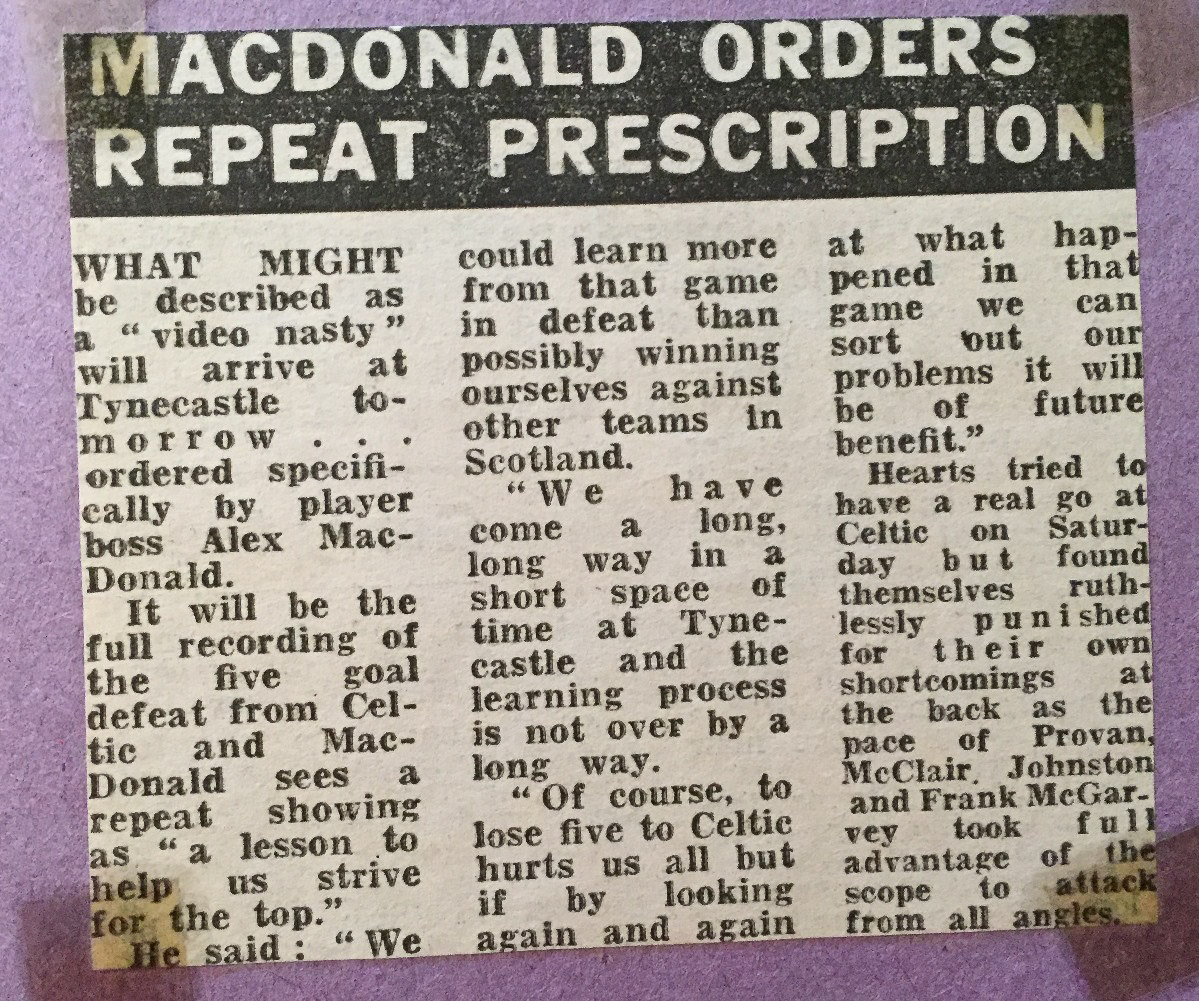 MACDONALD ORDERS
REPEAT PRESCRIPTION
WHAT MIGHT
be described as
a “ video nasty ”
will arrive at
Tynecastle to-
morrow . . .
ordered specifi-
cally by player
boss Alex Mac-
Donald.
It will be the
full recording of
the five goal
defeat from Cel-
tic and Mac-
Donald sees a
repeat showing
as “ a lesson to
help us strive
for the top.”
He said : “ We
could learn more
from that game
in defeat than
possibly winning
ourselves against
other teams in
Scotland.
“ We have
come a long,
long way in a
short space of
time at Tyne-
castle and the
learning process
is not over by a
long way.
“ Of course, to
lose five to Celtic
hurts us all but
if by looking
again and again
at what hap-
pened in that
game we can
sort out our
problems it will
be of future
benefit.”
Hearts tried to
have a real go at
Celtic on Satur-
day but found
themselves ruth-
lessly punished
for their own
shortcomings at
the back as the
pace of Provan,
McClair, Johnston
and Frank McGar-
vey took full
advantage of the
scope to attack
from all angles.